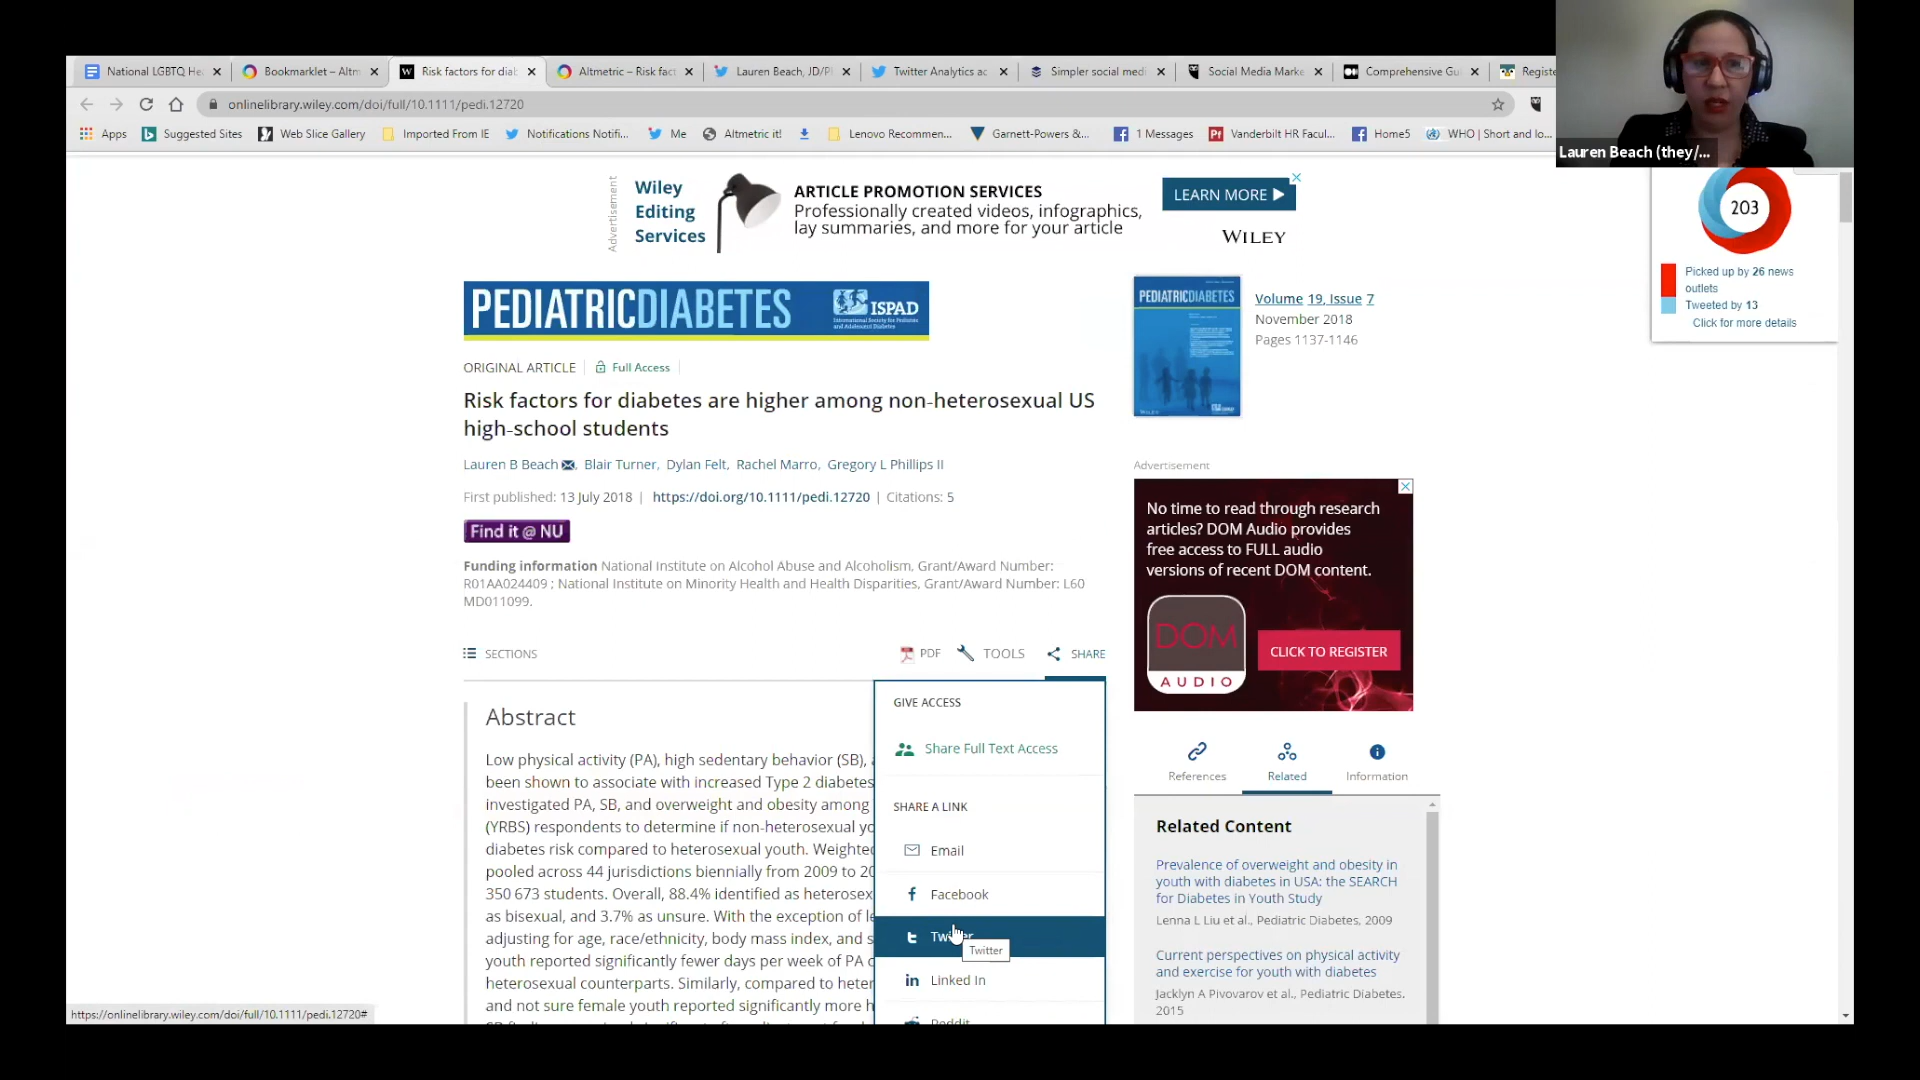 National LGBTQ He
Bookmarklet – Altm
Risk factors for diab
Altmetric – Risk fact
Lauren Beach, JD/P
Twitter Analytics ac
Simpler social medi
Social Media Marke
Comprehensive Gu
Registe
onlinelibrary.wiley.com/doi/full/10.1111/pedi.12720
Apps
Suggested Sites
Web Slice Gallery
Imported From IE
Notifications Notifi...
Me
Altmetric it!
Lenovo Recommen...
Garnett-Powers &...
1 Messages
Vanderbilt HR Facul...
Home5
WHO | Short and lo...
Lauren Beach (they/...
Advertisement
Wiley
Editing
Services
ARTICLE PROMOTION SERVICES
Professionally created videos, infographics,
lay summaries, and more for your article
LEARN MORE
WILEY
203
Picked up by 26 news
outlets
Tweeted by 13
Click for more details
PEDIATRICDIABETES
ISPAD
International Society for Pediatric
and Adolescent Diabetes
PEDIATRICDIABETES
Volume 19, Issue 7
November 2018
Pages 1137-1146
ORIGINAL ARTICLE
Full Access
Risk factors for diabetes are higher among non-heterosexual US
high-school students
Lauren B Beach, Blair Turner, Dylan Felt, Rachel Marro, Gregory L Phillips II
First published: 13 July 2018 | https://doi.org/10.1111/pedi.12720 | Citations: 5
Find it @ NU
Funding information National Institute on Alcohol Abuse and Alcoholism, Grant/Award Number:
R01AA024409 ; National Institute on Minority Health and Health Disparities, Grant/Award Number: L60
MD011099.
SECTIONS
PDF
TOOLS
SHARE
Abstract
Low physical activity (PA), high sedentary behavior (SB),
been shown to associate with increased Type 2 diabetes
investigated PA, SB, and overweight and obesity among
(YRBS) respondents to determine if non-heterosexual yo
diabetes risk compared to heterosexual youth. Weighte
pooled across 44 jurisdictions biennially from 2009 to 20
350 673 students. Overall, 88.4% identified as heterosex
as bisexual, and 3.7% as unsure. With the exception of le
adjusting for age, race/ethnicity, body mass index, and s
youth reported significantly fewer days per week of PA
heterosexual counterparts. Similarly, compared to heter
and not sure female youth reported significantly more h
GIVE ACCESS
Share Full Text Access
SHARE A LINK
Email
Facebook
Twitter
Twitter
Linked In
Reddit
Advertisement
No time to read through research
articles? DOM Audio provides
free access to FULL audio
versions of recent DOM content.
DOM
AUDIO
CLICK TO REGISTER
References
Related
Information
Related Content
Prevalence of overweight and obesity in
youth with diabetes in USA: the SEARCH
for Diabetes in Youth Study
Lenna L Liu et al., Pediatric Diabetes, 2009
Current perspectives on physical activity
and exercise for youth with diabetes
Jacklyn A Pivovarov et al., Pediatric Diabetes,
2015
https://onlinelibrary.wiley.com/doi/full/10.1111/pedi.12720#